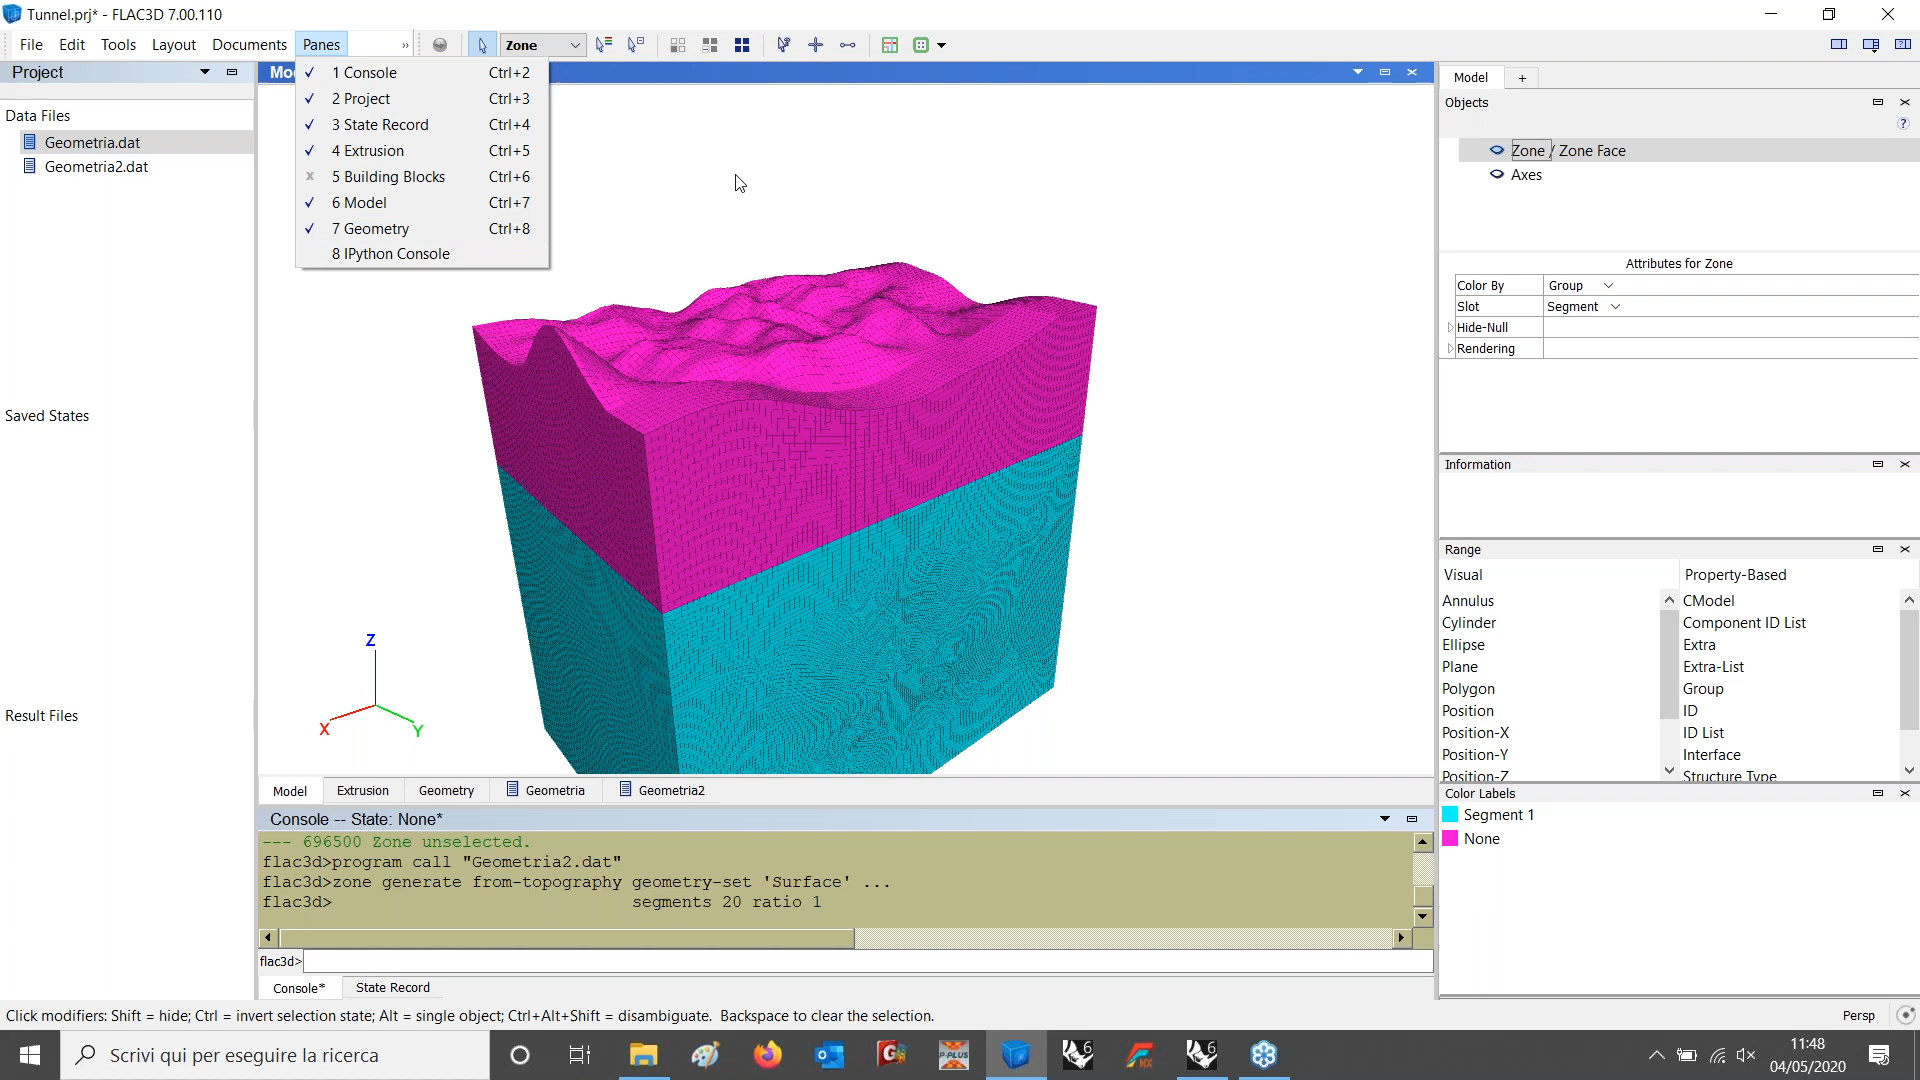 Tunnel.prj* - FLAC3D 7.00.110
File Edit Tools Layout Documents Panes » Zone
Project
Data Files
Geometria.dat
Geometria2.dat
Saved States
Result Files
1 Console Ctrl+2
2 Project Ctrl+3
3 State Record Ctrl+4
4 Extrusion Ctrl+5
5 Building Blocks Ctrl+6
6 Model Ctrl+7
7 Geometry Ctrl+8
8 IPython Console
Z
X
Y
Model Extrusion Geometry Geometria Geometria2
Console -- State: None*
--- 696500 Zone unselected.
flac3d>program call "Geometria2.dat"
flac3d>zone generate from-topography geometry-set 'Surface' ...
flac3d> segments 20 ratio 1
flac3d>
Console* State Record
Model +
Objects
?
Zone / Zone Face
Axes
Attributes for Zone
Color By Group
Slot Segment
Hide-Null
Rendering
Information
Range
Visual Property-Based
Annulus CModel
Cylinder Component ID List
Ellipse Extra
Plane Extra-List
Polygon Group
Position ID
Position-X ID List
Position-Y Interface
Position-Z Structure Type
Color Labels
Segment 1
None
Click modifiers: Shift = hide; Ctrl = invert selection state; Alt = single object; Ctrl+Alt+Shift = disambiguate. Backspace to clear the selection.
Persp
Scrivi qui per eseguire la ricerca
P-PLUS
6
NX
6
11:48
04/05/2020